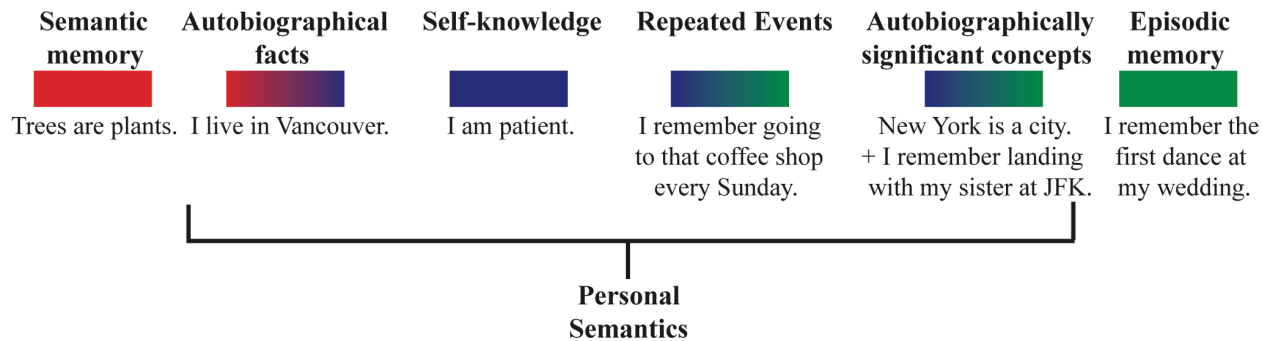 Semantic
memory
Trees are plants.
Autobiographical
facts
I live in Vancouver.
Self-knowledge
I am patient.
Repeated Events
I remember going
to that coffee shop
every Sunday.
Autobiographically
significant concepts
New York is a city.
+ I remember landing
with my sister at JFK.
Episodic
memory
I remember the
first dance at
my wedding.
Personal
Semantics